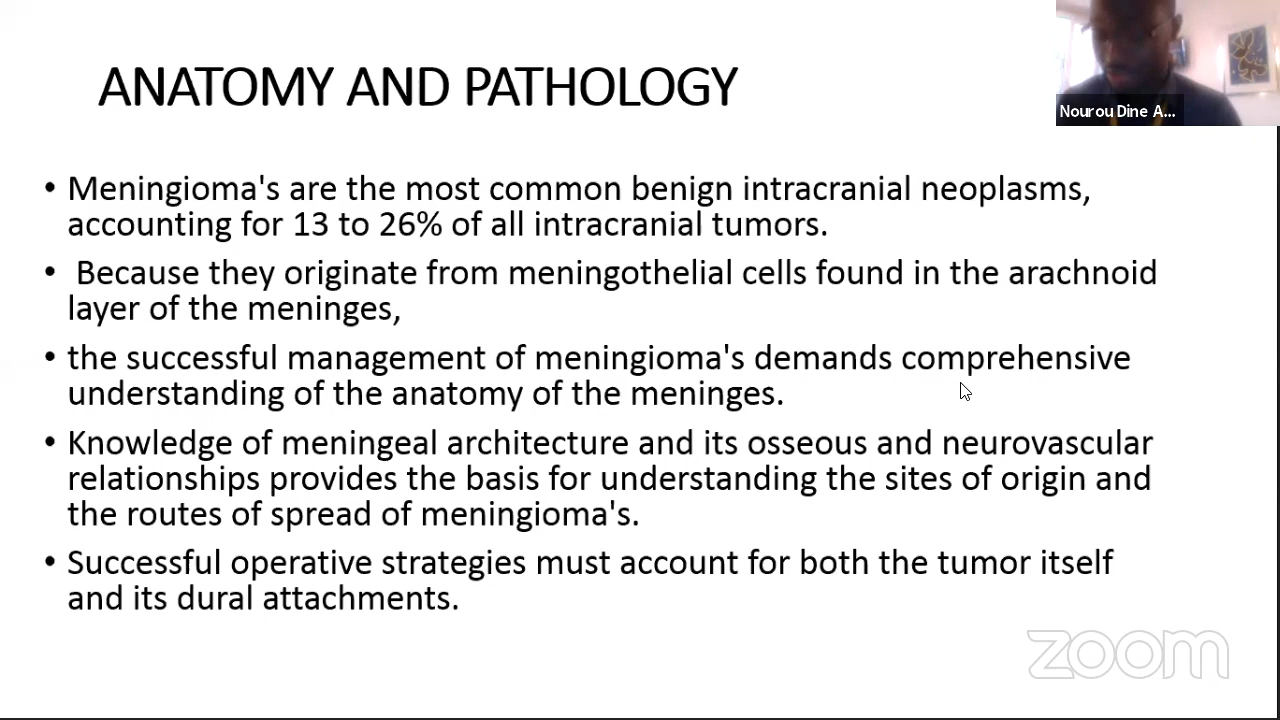 ANATOMY AND PATHOLOGY
Nourou Dine A...
• Meningioma's are the most common benign intracranial neoplasms,
accounting for 13 to 26% of all intracranial tumors.
• Because they originate from meningothelial cells found in the arachnoid
layer of the meninges,
• the successful management of meningioma's demands comprehensive
understanding of the anatomy of the meninges.
• Knowledge of meningeal architecture and its osseous and neurovascular
relationships provides the basis for understanding the sites of origin and
the routes of spread of meningioma's.
• Successful operative strategies must account for both the tumor itself
and its dural attachments.
zoom